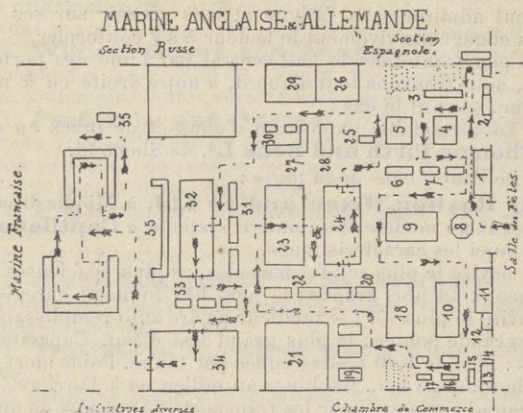 MARINE ANGLAISE & ALLEMANDE
Section Russe
Section Espagnole.
29 26
35 3 2
30 25 5 4
27 28
6 7 1
32 31
Marine Française
35 24 9 8
23
Salle des Fêtes.
33 22 20 11
18 10
34 21 12
19 17 16 15 13 14
Industries diverses
Chambre de Commerce